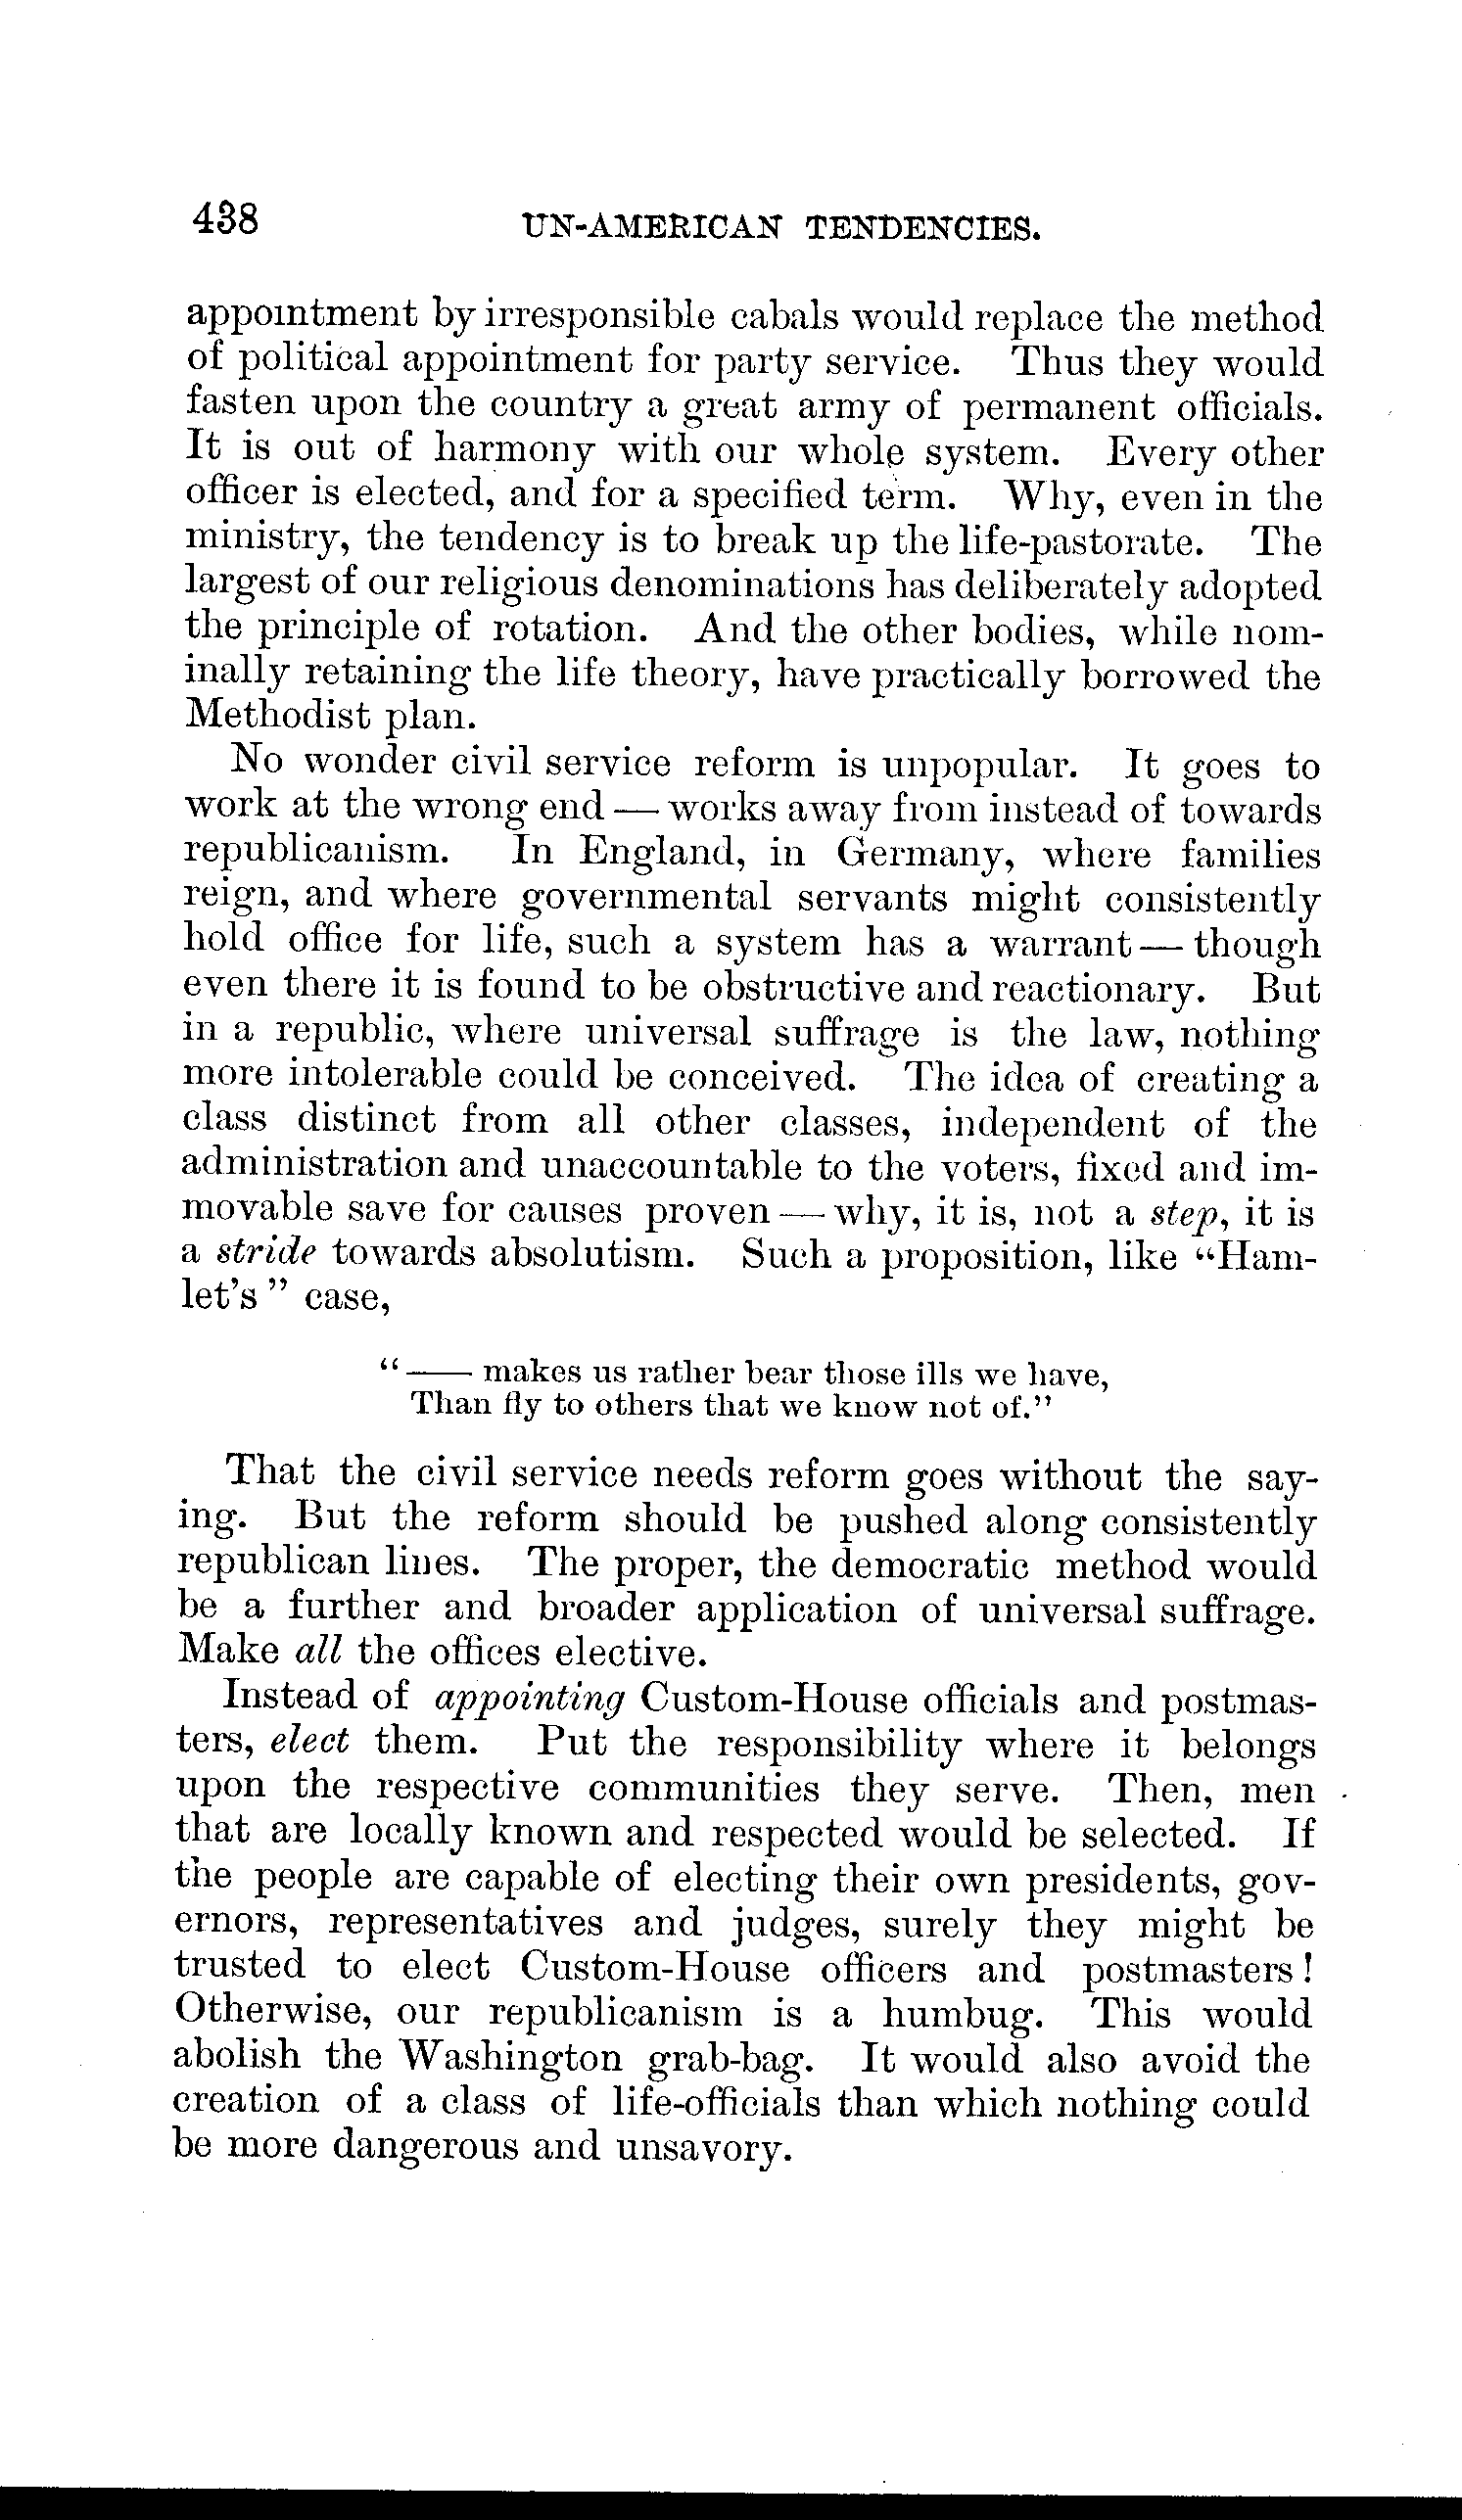 438 UN-AMERICAN TENDENCIES.
appointment by irresponsible cabals would replace the method
of political appointment for party service. Thus they would
fasten upon the country a great army of permanent officials.
It is out of harmony with our whole system. Every other
officer is elected, and for a specified term. Why, even in the
ministry, the tendency is to break up the life-pastorate. The
largest of our religious denominations has deliberately adopted
the principle of rotation. And the other bodies, while nom-
inally retaining the life theory, have practically borrowed the
Methodist plan.
No wonder civil service reform is unpopular. It goes to
work at the wrong end — works away from instead of towards
republicanism. In England, in Germany, where families
reign, and where governmental servants might consistently
hold office for life, such a system has a warrant — though
even there it is found to be obstructive and reactionary. But
in a republic, where universal suffrage is the law, nothing
more intolerable could be conceived. The idea of creating a
class distinct from all other classes, independent of the
administration and unaccountable to the voters, fixed and im-
movable save for causes proven — why, it is, not a step, it is
a stride towards absolutism. Such a proposition, like “Ham-
let's” case,
“—— makes us rather bear those ills we have,
Than fly to others that we know not of.”
That the civil service needs reform goes without the say-
ing. But the reform should be pushed along consistently
republican lines. The proper, the democratic method would
be a further and broader application of universal suffrage.
Make all the offices elective.
Instead of appointing Custom-House officials and postmas-
ters, elect them. Put the responsibility where it belongs
upon the respective communities they serve. Then, men
that are locally known and respected would be selected. If
the people are capable of electing their own presidents, gov-
ernors, representatives and judges, surely they might be
trusted to elect Custom-House officers and postmasters!
Otherwise, our republicanism is a humbug. This would
abolish the Washington grab-bag. It would also avoid the
creation of a class of life-officials than which nothing could
be more dangerous and unsavory.